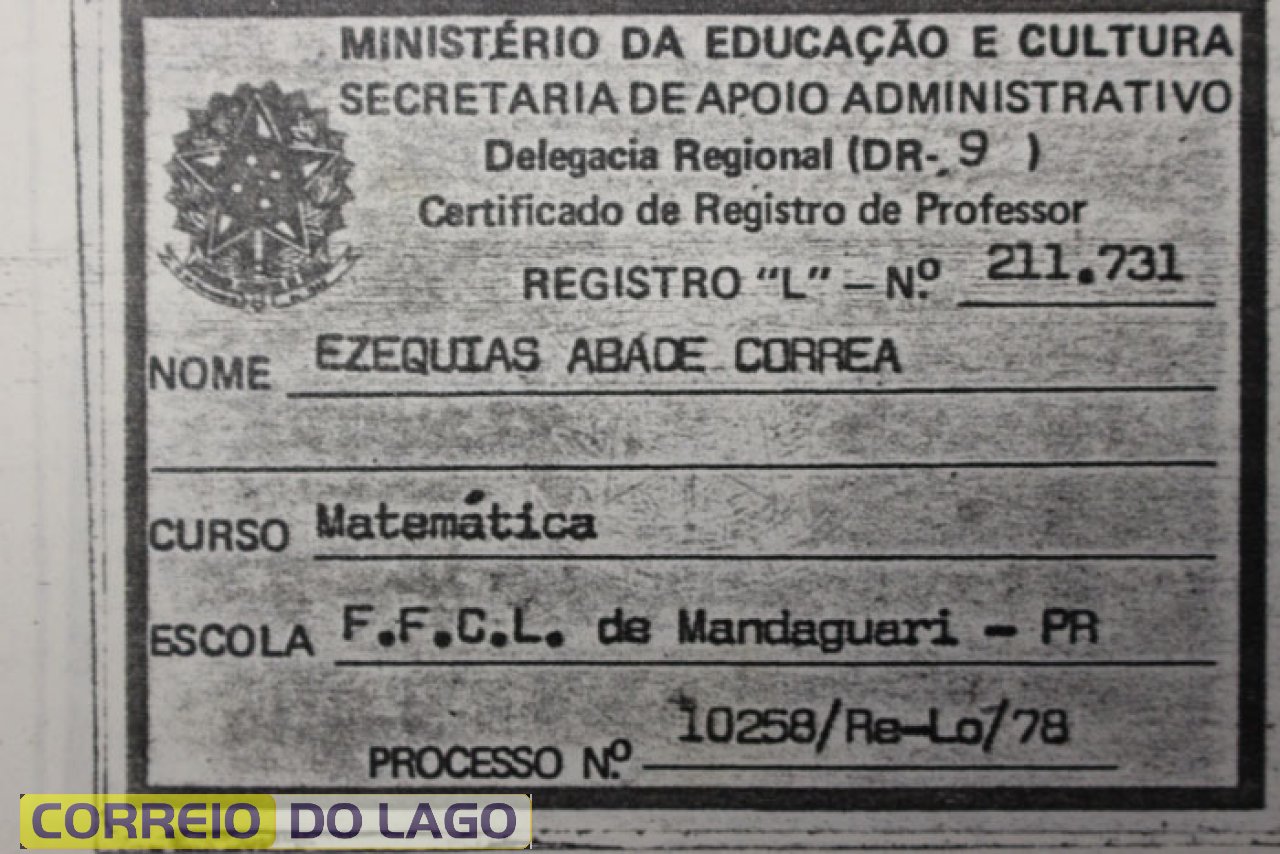 MINISTÉRIO DA EDUCAÇÃO E CULTURA
SECRETARIA DE APOIO ADMINISTRATIVO
Delegacia Regional (DR- 9 )
Certificado de Registro de Professor
REGISTRO "L" – N.º 211.731
NOME EZEQUIAS ABADE CORREA
CURSO Matemática
ESCOLA F.F.C.L. de Mandaguari - PR
PROCESSO N.º 10258/Re-Lo/78
CORREIO DO LAGO